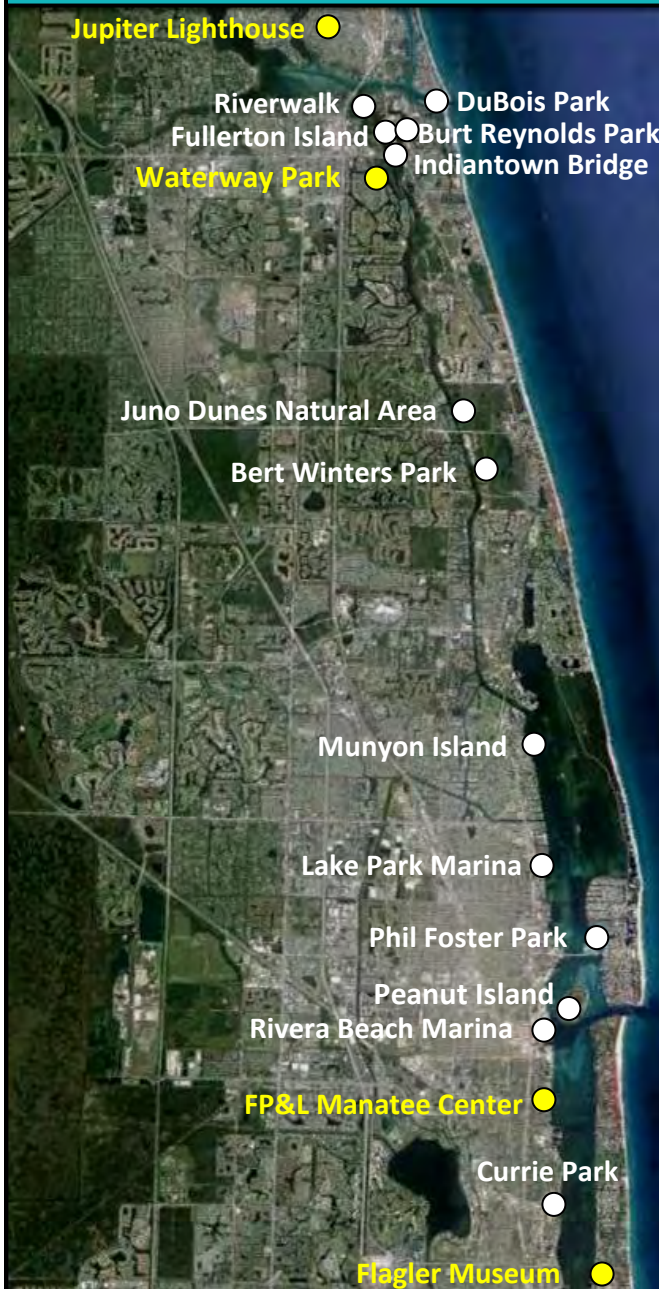 Jupiter Lighthouse
Riverwalk
DuBois Park
Fullerton Island
Burt Reynolds Park
Indiantown Bridge
Waterway Park
Juno Dunes Natural Area
Bert Winters Park
Munyon Island
Lake Park Marina
Phil Foster Park
Peanut Island
Rivera Beach Marina
FP&L Manatee Center
Currie Park
Flagler Museum